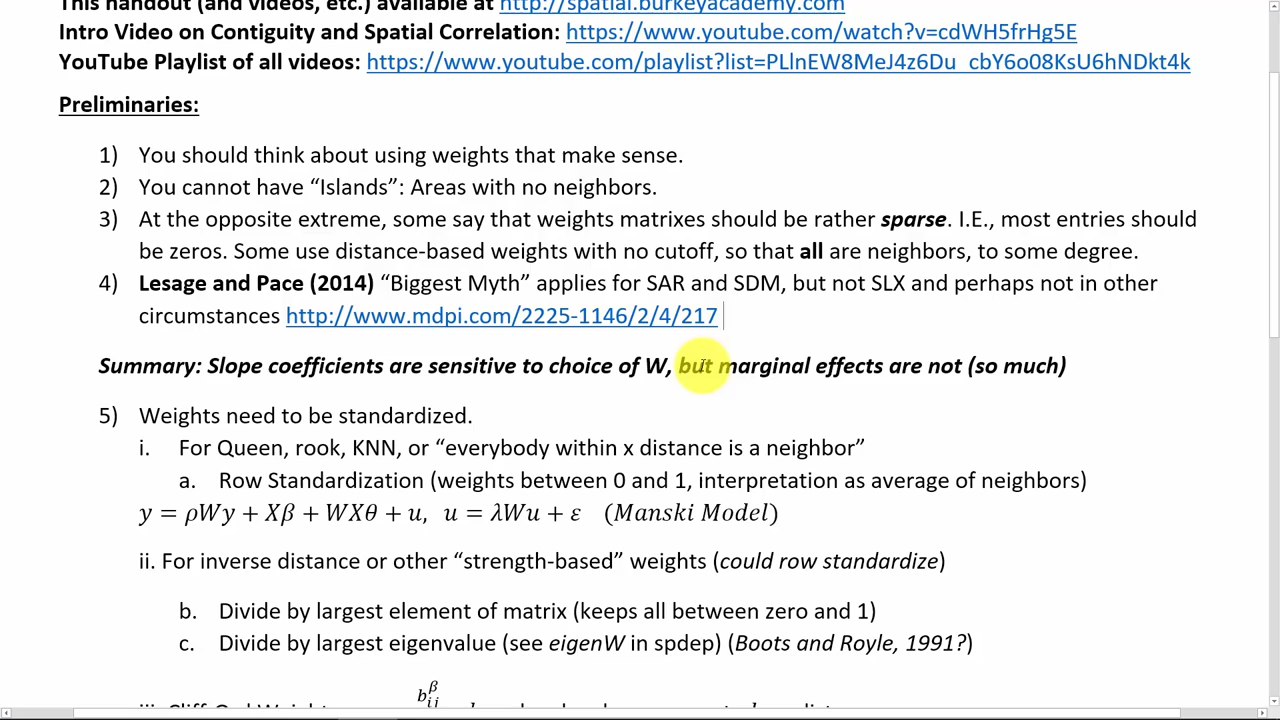 This handout (and videos, etc.) available at http://spatial.burkeyacademy.com
Intro Video on Contiguity and Spatial Correlation: https://www.youtube.com/watch?v=cdWH5frHg5E
YouTube Playlist of all videos: https://www.youtube.com/playlist?list=PLlnEW8MeJ4z6Du_cbY6o08KsU6hNDkt4k
Preliminaries:
1) You should think about using weights that make sense.
2) You cannot have “Islands”: Areas with no neighbors.
3) At the opposite extreme, some say that weights matrixes should be rather sparse. I.E., most entries should
be zeros. Some use distance-based weights with no cutoff, so that all are neighbors, to some degree.
4) Lesage and Pace (2014) “Biggest Myth” applies for SAR and SDM, but not SLX and perhaps not in other
circumstances http://www.mdpi.com/2225-1146/2/4/217
Summary: Slope coefficients are sensitive to choice of W, but marginal effects are not (so much)
5) Weights need to be standardized.
i. For Queen, rook, KNN, or “everybody within x distance is a neighbor”
a. Row Standardization (weights between 0 and 1, interpretation as average of neighbors)
y = ρWy + Xβ + WXθ + u, u = λWu + ε (Manski Model)
ii. For inverse distance or other “strength-based” weights (could row standardize)
b. Divide by largest element of matrix (keeps all between zero and 1)
c. Divide by largest eigenvalue (see eigenW in spdep) (Boots and Royle, 1991?)